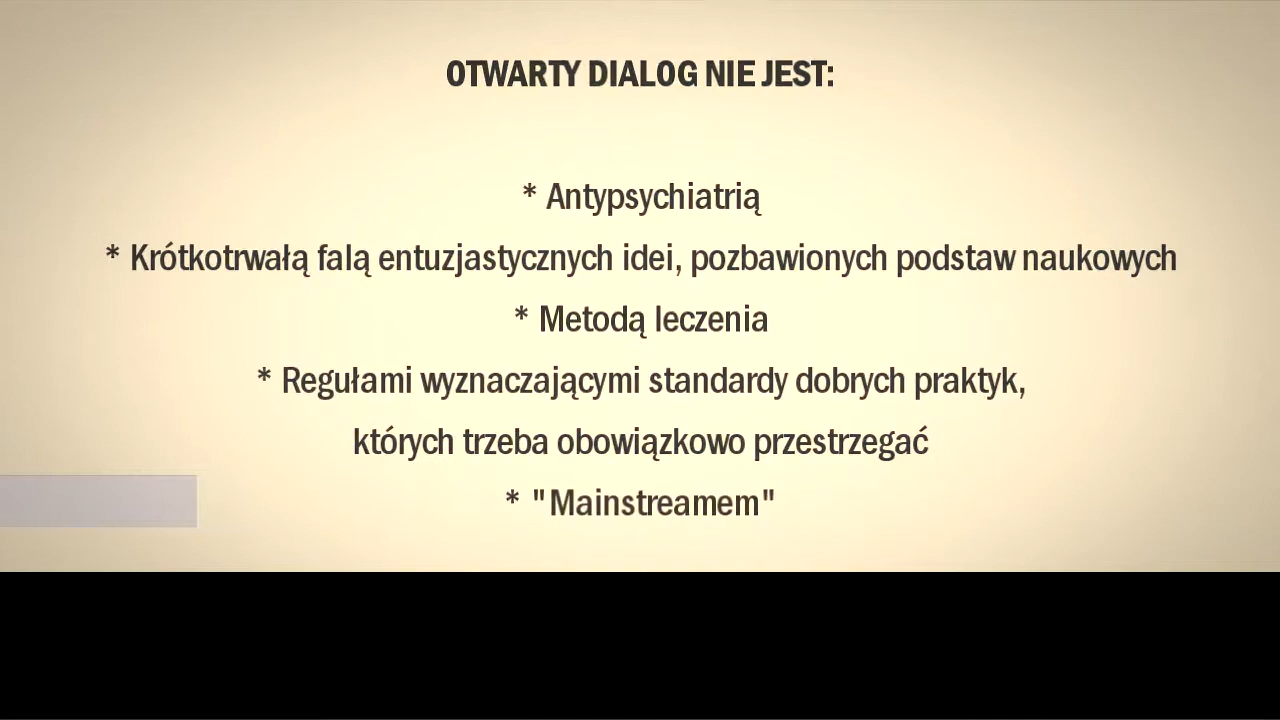 OTWARTY DIALOG NIE JEST:
* Antypsychiatrią
* Krótkotrwałą falą entuzjastycznych idei, pozbawionych podstaw naukowych
* Metodą leczenia
* Regułami wyznaczającymi standardy dobrych praktyk,
których trzeba obowiązkowo przestrzegać
* "Mainstreamem"